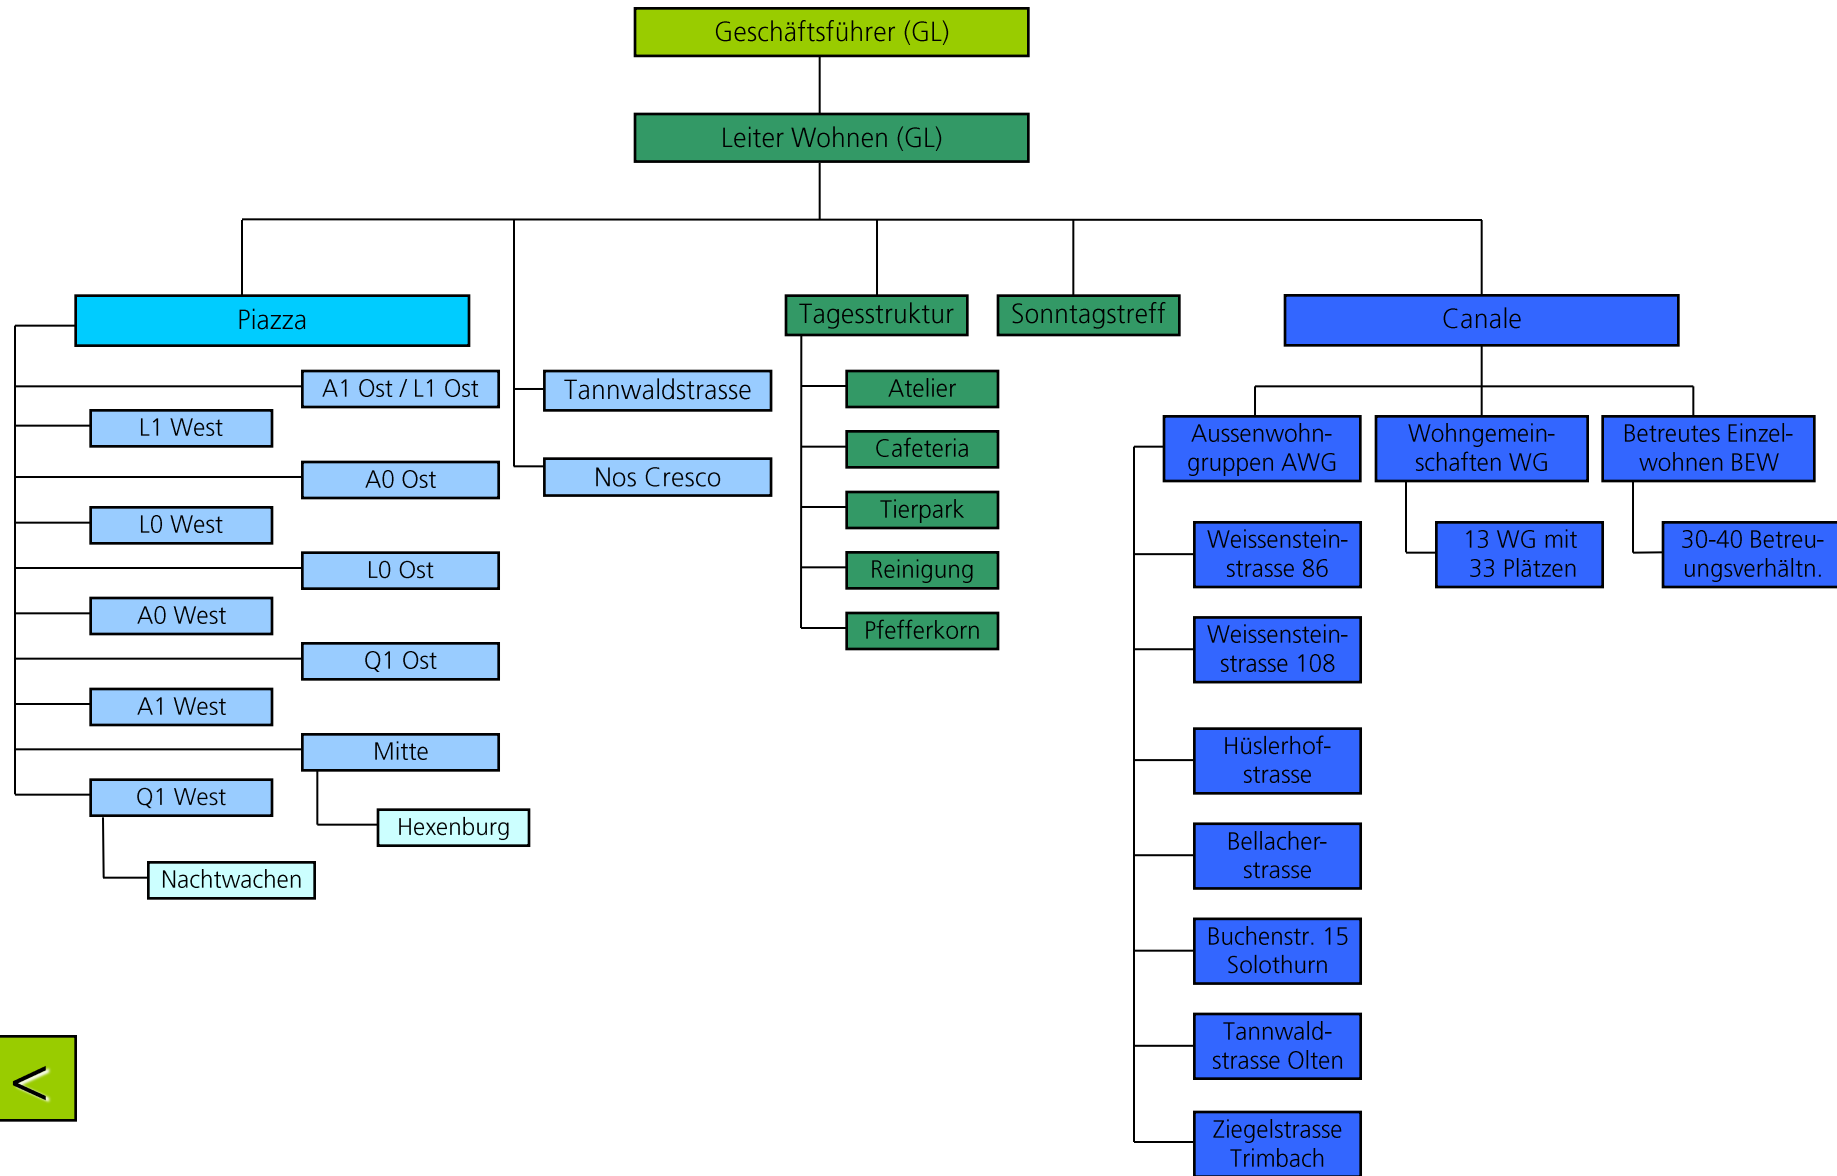 Geschäftsführer (GL)
Leiter Wohnen (GL)
Piazza
A1 Ost / L1 Ost
L1 West
A0 Ost
L0 West
L0 Ost
A0 West
Q1 Ost
A1 West
Mitte
Q1 West
Hexenburg
Nachtwachen
Tannwaldstrasse
Nos Cresco
Tagesstruktur
Atelier
Cafeteria
Tierpark
Reinigung
Pfefferkorn
Sonntagstreff
Canale
Aussenwohn-
gruppen AWG
Weissenstein-
strasse 86
Weissenstein-
strasse 108
Hüslerhof-
strasse
Bellacher-
strasse
Buchenstr. 15
Solothurn
Tannwald-
strasse Olten
Ziegelstrasse
Trimbach
Wohngemein-
schaften WG
13 WG mit
33 Plätzen
Betreutes Einzel-
wohnen BEW
30-40 Betreu-
ungsverhältn.
<